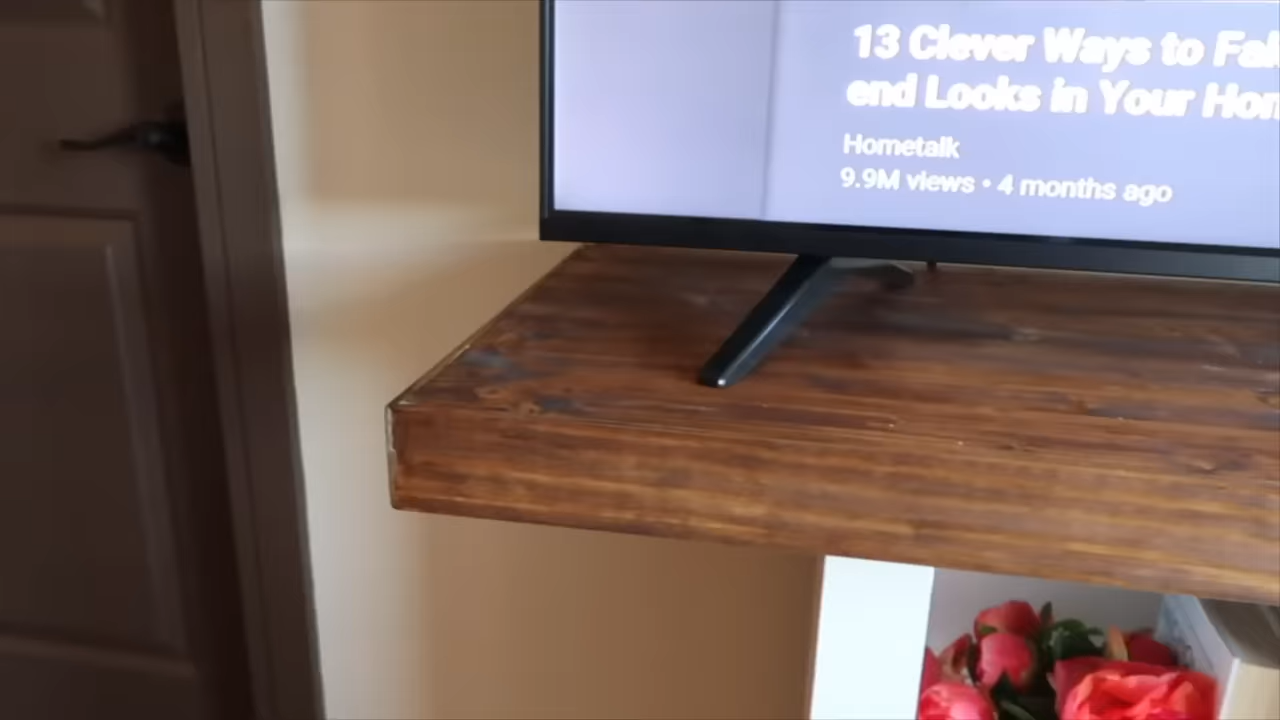 13 Clever Ways to
end Looks in Your
Hometalk
9.9M views • 4 months ago